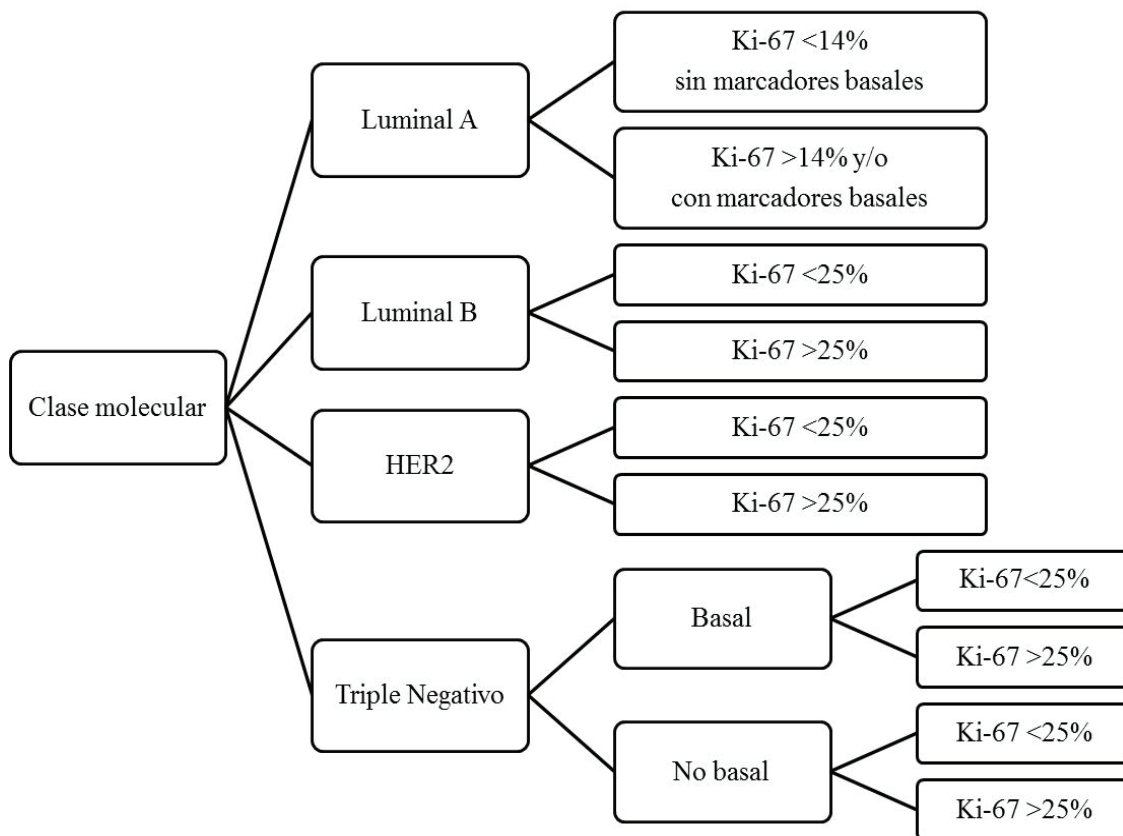 Clase molecular
Luminal A
Ki-67 <14%
sin marcadores basales
Ki-67 >14% y/o
con marcadores basales
Luminal B
Ki-67 <25%
Ki-67 >25%
HER2
Ki-67 <25%
Ki-67 >25%
Triple Negativo
Basal
Ki-67<25%
Ki-67 >25%
No basal
Ki-67 <25%
Ki-67 >25%